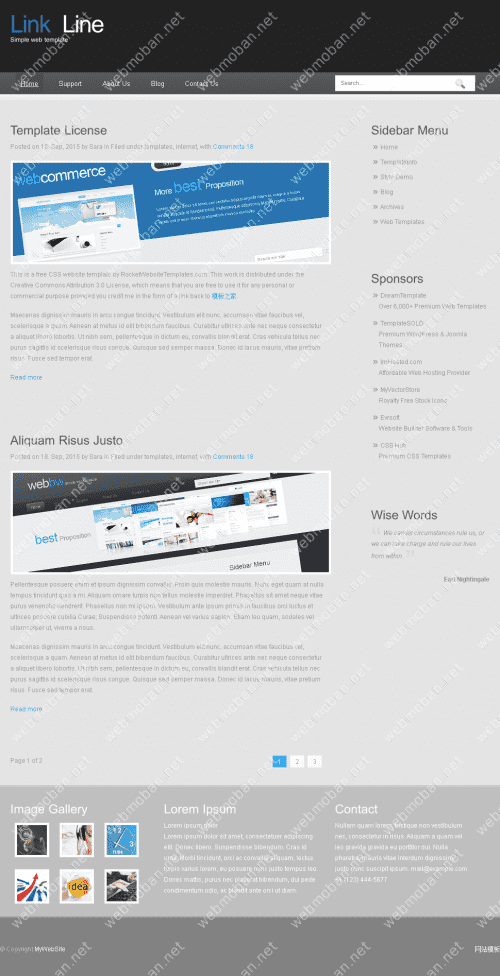 Link Line
Simple web template
Home Support About Us Blog Contact Us
Search...
Template License
Posted on 18. Sep, 2015 by Sara in Filed under templates, internet, with Comments 18
webcommerce
More best Proposition
This is a free CSS website template by RocketWebsiteTemplates.com. This work is distributed under the
Creative Commons Attribution 3.0 License, which means that you are free to use it for any personal or
commercial purpose provided you credit me in the form of a link back to 模板之家
Maecenas dignissim mauris in arcu congue tincidunt. Vestibulum elit nunc, accumsan vitae faucibus vel,
scelerisque a quam. Aenean at metus id elit bibendum faucibus. Curabitur ultrices ante nec neque consectetur
a aliquet libero lobortis. Ut nibh sem, pellentesque in dictum eu, convallis blandit erat. Cras vehicula tellus nec
purus sagittis id scelerisque risus congue. Quisque sed semper massa. Donec id lacus mauris, vitae pretium
risus. Fusce sed tempor erat.
Read more
Aliquam Risus Justo
Posted on 18. Sep, 2015 by Sara in Filed under templates, internet, with Comments 18
best Proposition
Sidebar Menu
Pellentesque posuere enim et ipsum dignissim convallis. Proin quis molestie mauris. Nunc eget quam at nulla
tempus tincidunt quis a mi. Aliquam ornare turpis non tellus molestie imperdiet. Phasellus sit amet neque vitae
purus venenatis hendrerit. Phasellus non mi ipsum. Vestibulum ante ipsum primis in faucibus orci luctus et
ultrices posuere cubilia Curae; Suspendisse potenti. Aenean vel varius sapien. Etiam leo quam, sodales vel
ullamcorper ut, viverra a risus.
Maecenas dignissim mauris in arcu congue tincidunt. Vestibulum elit nunc, accumsan vitae faucibus vel,
scelerisque a quam. Aenean at metus id elit bibendum faucibus. Curabitur ultrices ante nec neque consectetur
a aliquet libero lobortis. Ut nibh sem, pellentesque in dictum eu, convallis blandit erat. Cras vehicula tellus nec
purus sagittis id scelerisque risus congue. Quisque sed semper massa. Donec id lacus mauris, vitae pretium
risus. Fusce sed tempor erat.
Read more
Page 1 of 2
1 2 3
Sidebar Menu
Home
TemplateInfo
Style Demo
Blog
Archives
Web Templates
Sponsors
DreamTemplate
Over 6,000+ Premium Web Templates
TemplateSOLD
Premium WordPress & Joomla
Themes
ImHosted.com
Affordable Web Hosting Provider
MyVectorStore
Royalty Free Stock Icons
Evrsoft
Website Builder Software & Tools
CSS Hub
Premium CSS Templates
Wise Words
We can let circumstances rule us, or
we can take charge and rule our lives
from within.
Earl Nightingale
Image Gallery
idea
Lorem Ipsum
Lorem ipsum dolor
Lorem ipsum dolor sit amet, consectetuer adipiscing
elit. Donec libero. Suspendisse bibendum. Cras id
urna. Morbi tincidunt, orci ac convallis aliquam, lectus
turpis varius lorem, eu posuere nunc justo tempus leo.
Donec mattis, purus nec placerat bibendum, dui pede
condimentum odio, ac blandit ante orci ut diam.
Contact
Nullam quam lorem, tristique non vestibulum
nec, consectetur in risus. Aliquam a quam vel
leo gravida gravida eu porttitor dui. Nulla
pharetra, mauris vitae interdum dignissim,
justo nunc suscipit ipsum. mail@example.com
+1 (123) 444-5677
© Copyright MyWebSite
网站模板
webmoban.net